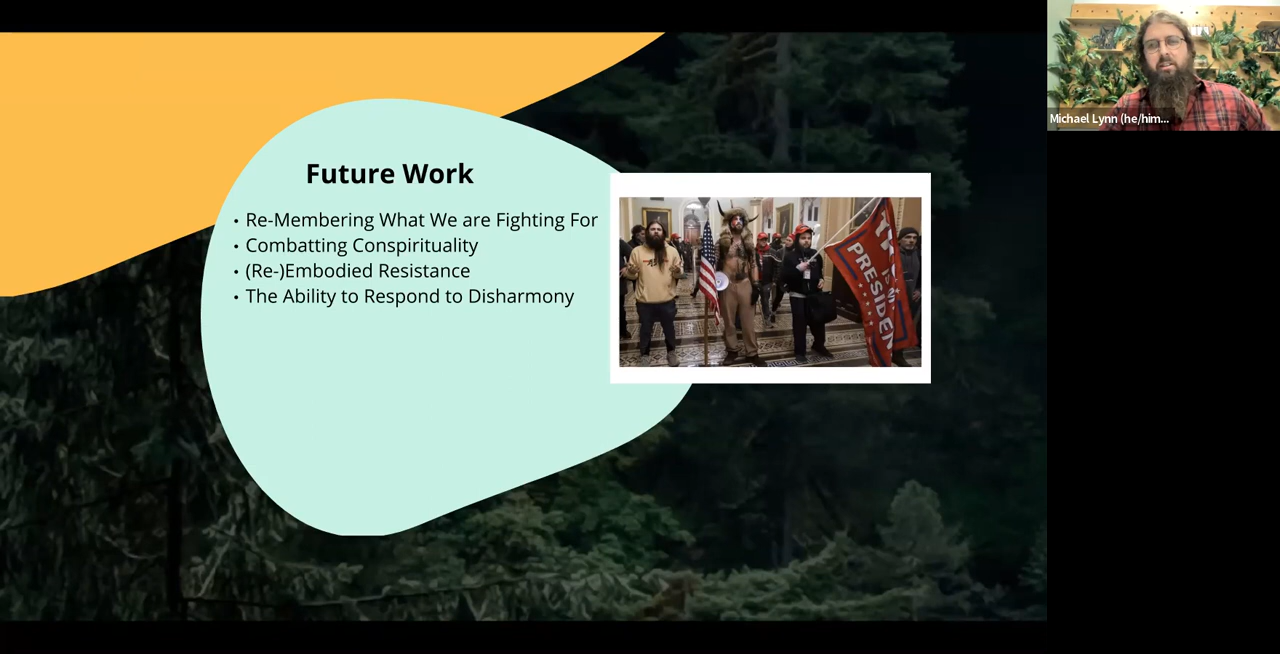 Future Work
• Re-Membering What We are Fighting For
• Combatting Conspirituality
• (Re-)Embodied Resistance
• The Ability to Respond to Disharmony
PRESIDEN
Michael Lynn (he/him...